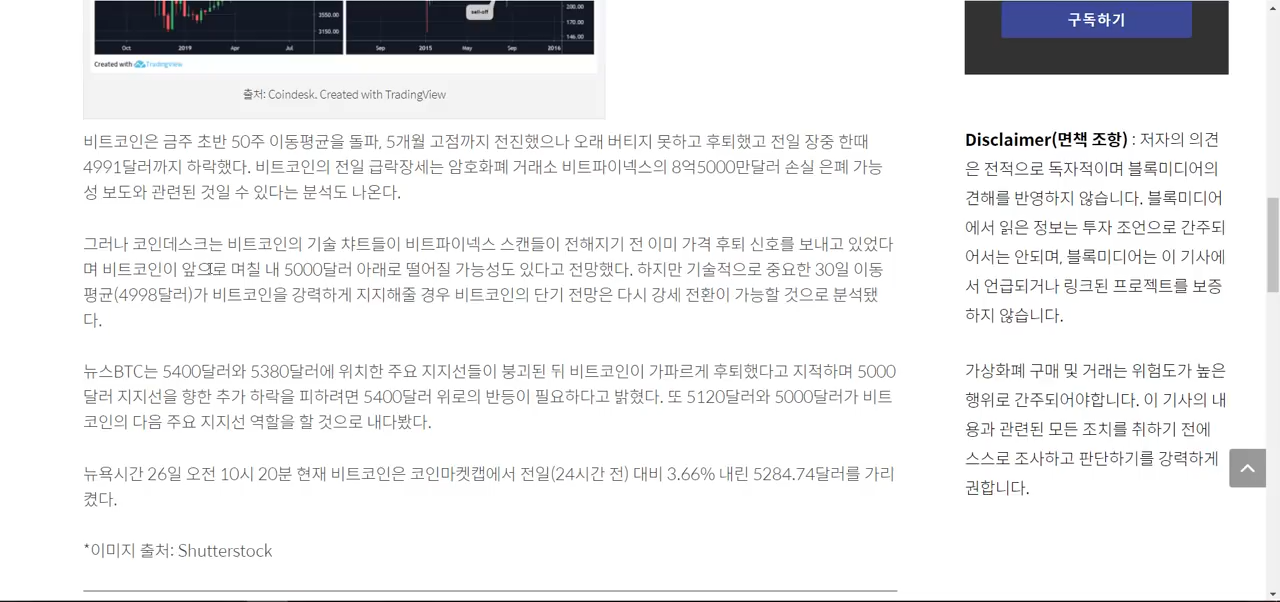 3550.00
3150.00
Oct 2019 Apr Jul
sell-off
200.00
170.00
146.00
Sep 2015 May Sep 2016
Created with TradingView
출처: Coindesk. Created with TradingView
비트코인은 금주 초반 50주 이동평균을 돌파, 5개월 고점까지 전진했으나 오래 버티지 못하고 후퇴했고 전일 장중 한때
4991달러까지 하락했다. 비트코인의 전일 급락장세는 암호화폐 거래소 비트파이넥스의 8억5000만달러 손실 은폐 가능
성 보도와 관련된 것일 수 있다는 분석도 나온다.
그러나 코인데스크는 비트코인의 기술 챠트들이 비트파이넥스 스캔들이 전해지기 전 이미 가격 후퇴 신호를 보내고 있었다
며 비트코인이 앞으로 며칠 내 5000달러 아래로 떨어질 가능성도 있다고 전망했다. 하지만 기술적으로 중요한 30일 이동
평균(4998달러)가 비트코인을 강력하게 지지해줄 경우 비트코인의 단기 전망은 다시 강세 전환이 가능할 것으로 분석됐
다.
뉴스BTC는 5400달러와 5380달러에 위치한 주요 지지선들이 붕괴된 뒤 비트코인이 가파르게 후퇴했다고 지적하며 5000
달러 지지선을 향한 추가 하락을 피하려면 5400달러 위로의 반등이 필요하다고 밝혔다. 또 5120달러와 5000달러가 비트
코인의 다음 주요 지지선 역할을 할 것으로 내다봤다.
뉴욕시간 26일 오전 10시 20분 현재 비트코인은 코인마켓캡에서 전일(24시간 전) 대비 3.66% 내린 5284.74달러를 가리
켰다.
*이미지 출처: Shutterstock
구독하기
Disclaimer(면책 조항) : 저자의 의견
은 전적으로 독자적이며 블록미디어의
견해를 반영하지 않습니다. 블록미디어
에서 읽은 정보는 투자 조언으로 간주되
어서는 안되며, 블록미디어는 이 기사에
서 언급되거나 링크된 프로젝트를 보증
하지 않습니다.
가상화폐 구매 및 거래는 위험도가 높은
행위로 간주되어야합니다. 이 기사의 내
용과 관련된 모든 조치를 취하기 전에
스스로 조사하고 판단하기를 강력하게
권합니다.